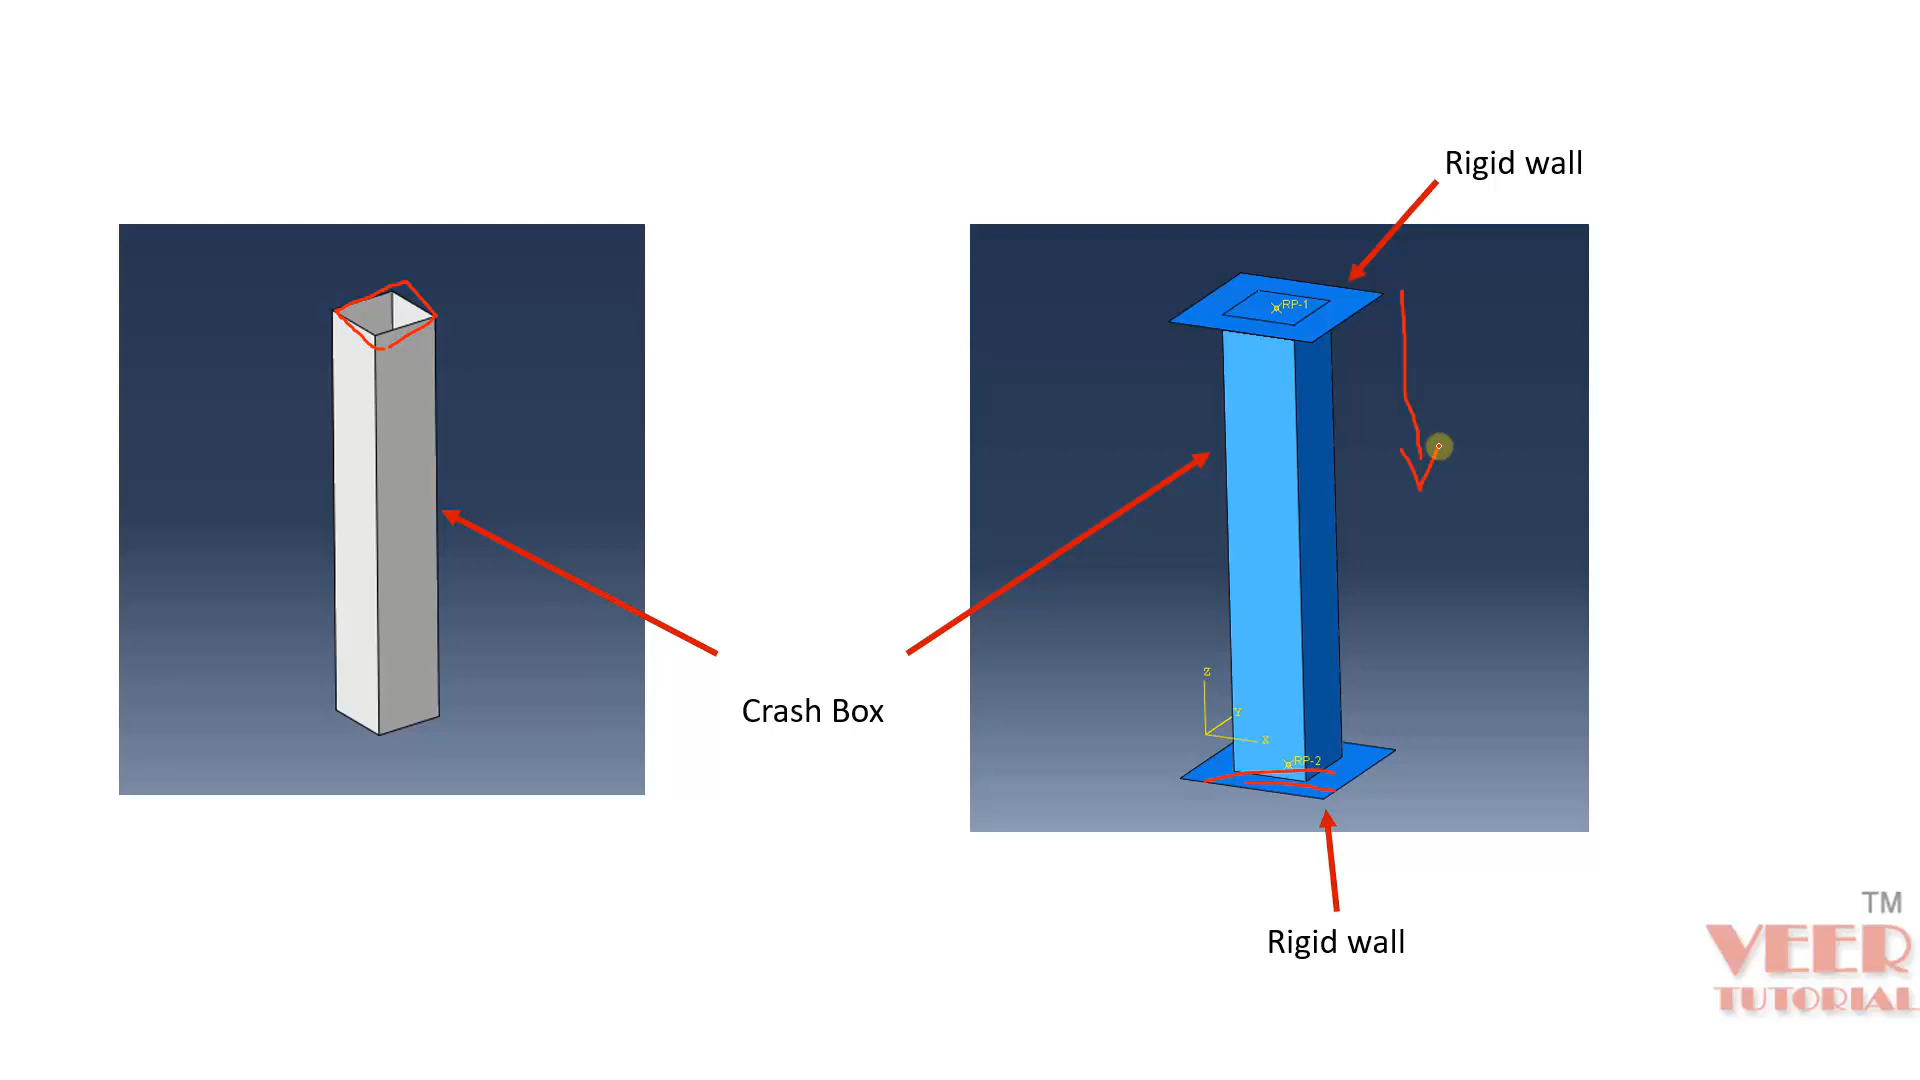 Rigid wall
RP-1
Crash Box
Z
Y
X
RP-2
Rigid wall
TM
VEER
TUTORIAL